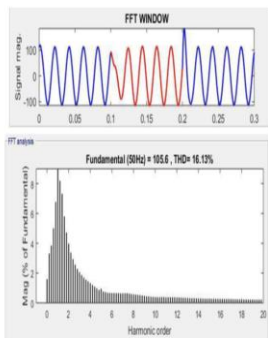 FFT WINDOW
Signal mag.
100
0
-100
0 0.05 0.1 0.15 0.2 0.25 0.3
FFT analysis
Fundamental (50Hz) = 105.6 , THD= 16.13%
Mag (% of Fundamental)
8
6
4
2
0
0 2 4 6 8 10 12 14 16 18 20
Harmonic order